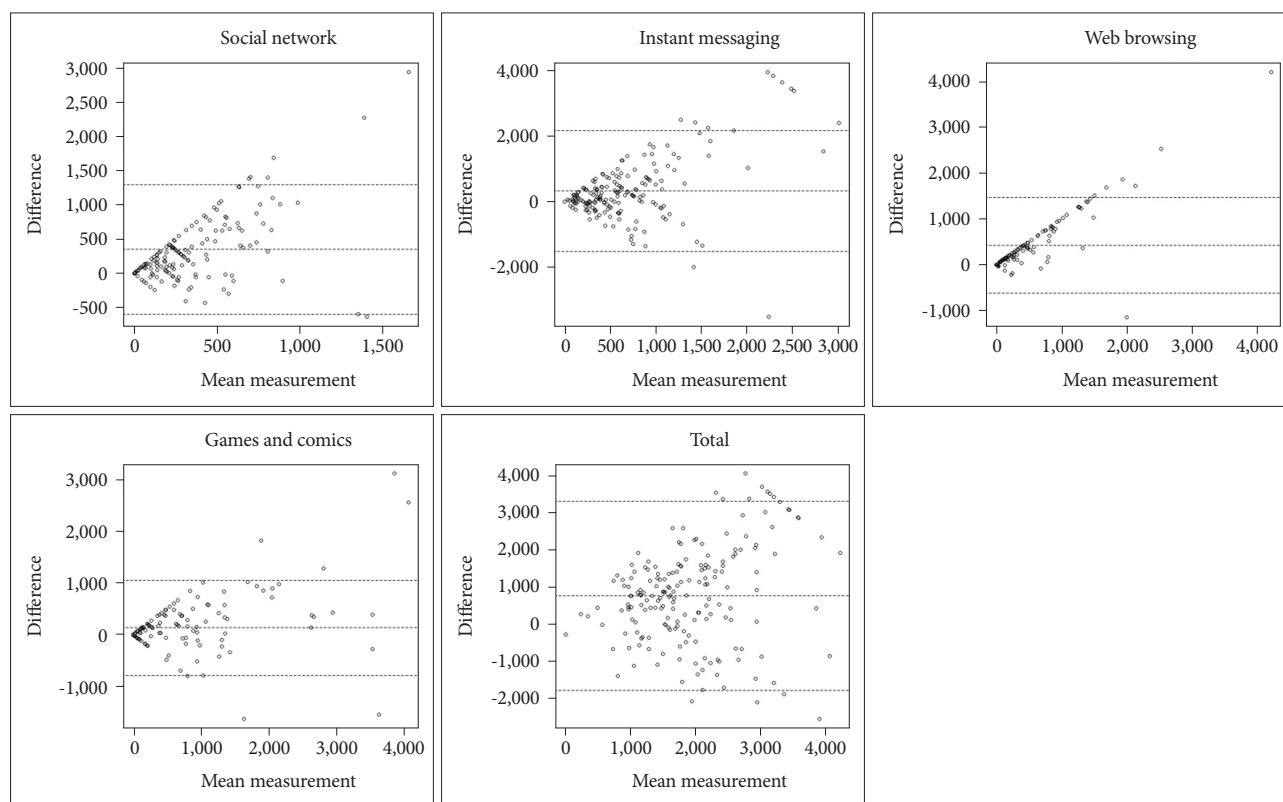 Social network
Difference
3,000
2,500
2,000
1,500
1,000
500
0
-500
0 500 1,000 1,500
Mean measurement
Instant messaging
Difference
4,000
2,000
0
-2,000
0 500 1,000 1,500 2,000 2,500 3,000
Mean measurement
Web browsing
Difference
4,000
3,000
2,000
1,000
0
-1,000
0 1,000 2,000 3,000 4,000
Mean measurement
Games and comics
Difference
3,000
2,000
1,000
0
-1,000
0 1,000 2,000 3,000 4,000
Mean measurement
Total
Difference
4,000
3,000
2,000
1,000
0
-1,000
-2,000
0 1,000 2,000 3,000 4,000
Mean measurement